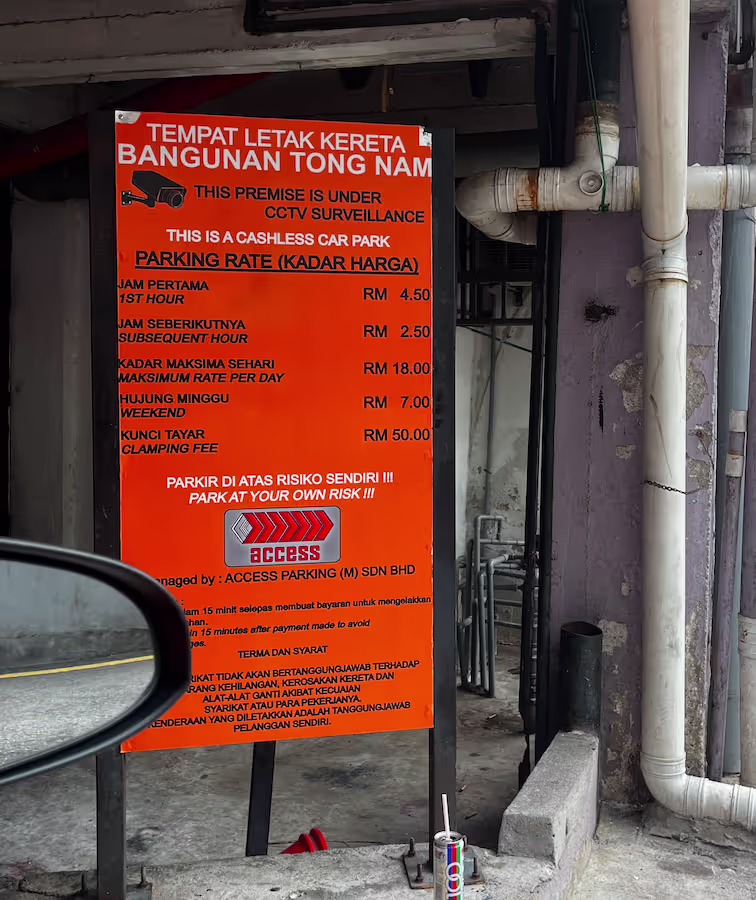 TEMPAT LETAK KERETA
BANGUNAN TONG NAM
THIS PREMISE IS UNDER
CCTV SURVEILLANCE
THIS IS A CASHLESS CAR PARK
PARKING RATE (KADAR HARGA)
JAM PERTAMA
1ST HOUR RM 4.50
JAM SEBERIKUTNYA
SUBSEQUENT HOUR RM 2.50
KADAR MAKSIMA SEHARI
MAKSIMUM RATE PER DAY RM 18.00
HUJUNG MINGGU
WEEKEND RM 7.00
KUNCI TAYAR
CLAMPING FEE RM 50.00
PARKIR DI ATAS RISIKO SENDIRI !!!
PARK AT YOUR OWN RISK !!!
access
by : ACCESS PARKING (M) SDN BHD
15 minit selepas membuat bayaran untuk mengelakkan
15 minutes after payment made to avoid
TERMA DAN SYARAT
TIDAK AKAN BERTANGGUNGJAWAB TERHADAP
KEHILANGAN, KEROSAKAN KERETA DAN
ALAT-ALAT GANTI AKIBAT KECUAIAN
SYARIKAT ATAU PARA PEKERJANYA.
KENDERAAN YANG DILETAKKAN ADALAH TANGGUNGJAWAB
PELANGGAN SENDIRI.